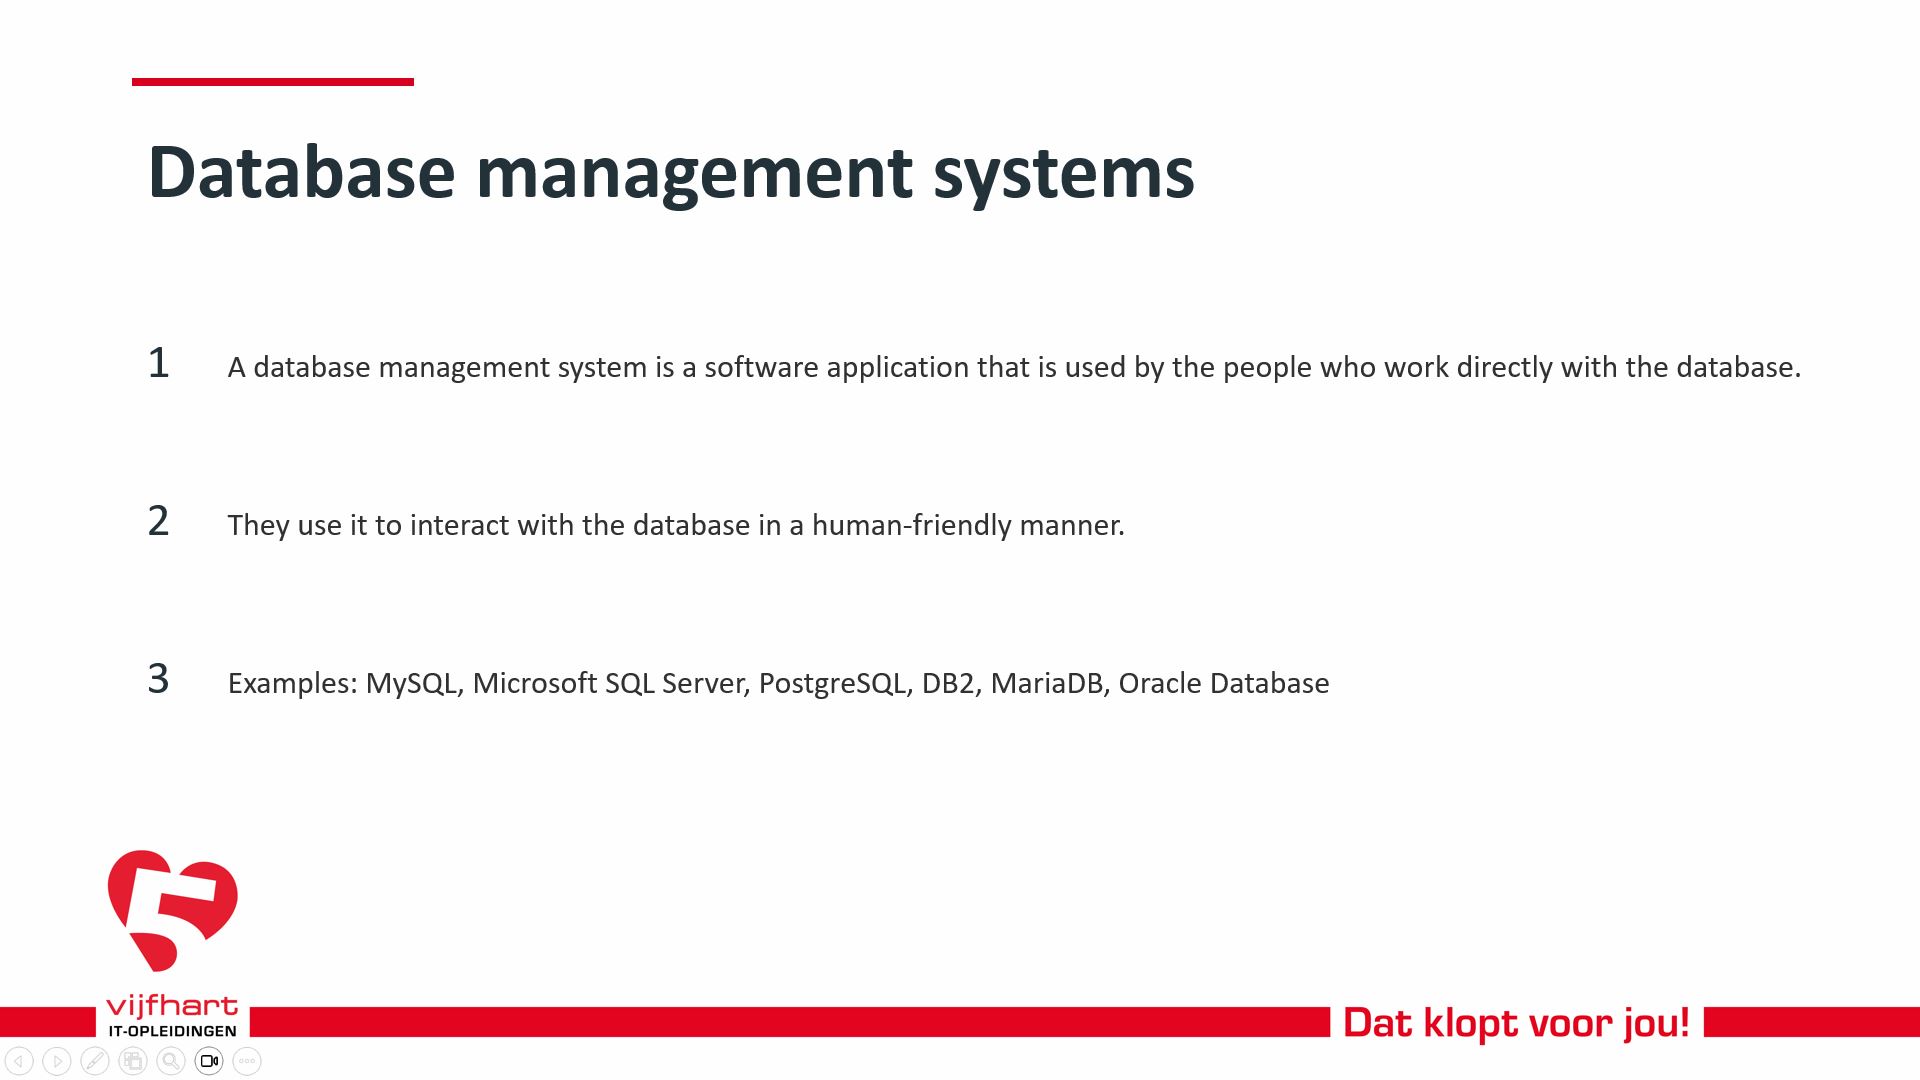 Database management systems
1 A database management system is a software application that is used by the people who work directly with the database.
2 They use it to interact with the database in a human-friendly manner.
3 Examples: MySQL, Microsoft SQL Server, PostgreSQL, DB2, MariaDB, Oracle Database
5
vijfhart
IT-OPLEIDINGEN
Dat klopt voor jou!